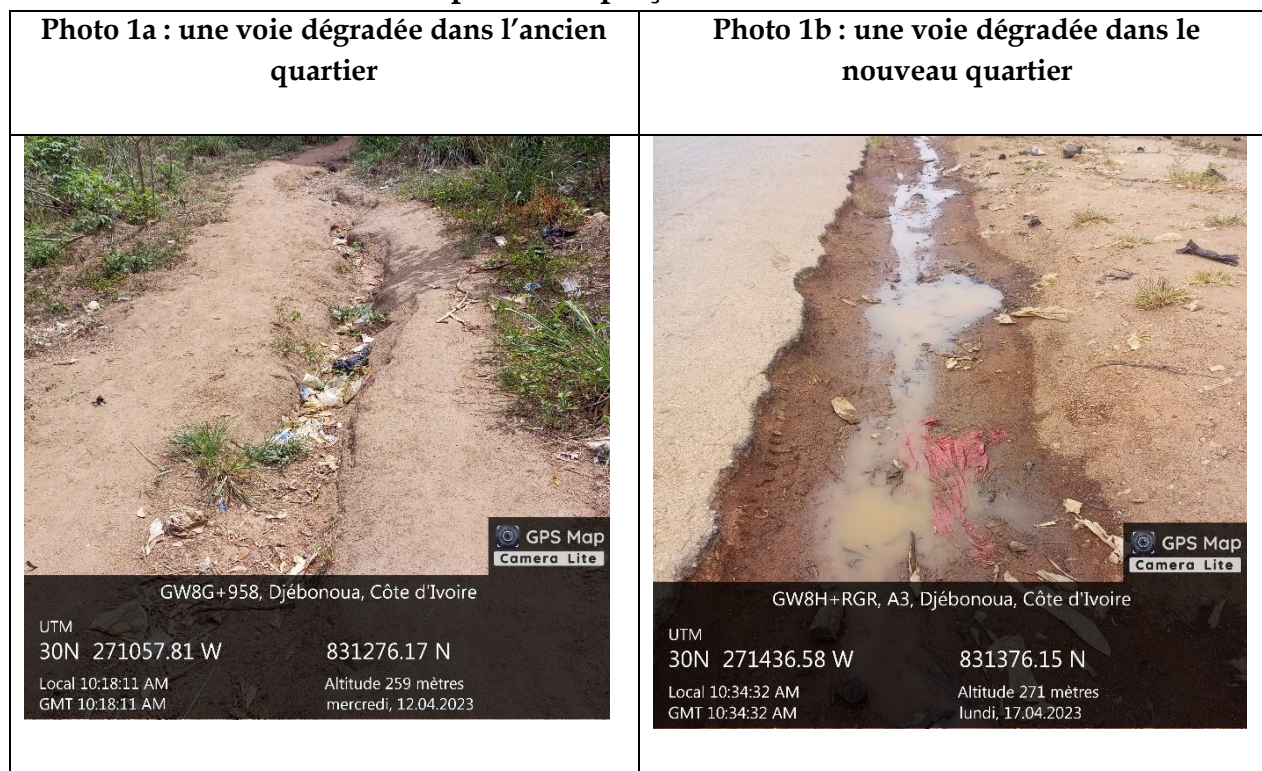 Photo 1a : une voie dégradée dans l’ancien
quartier
Photo 1b : une voie dégradée dans le
nouveau quartier
GPS Map
Camera Lite
GW8G+958, Djébonoua, Côte d'Ivoire
UTM
30N 271057.81 W 831276.17 N
Local 10:18:11 AM Altitude 259 mètres
GMT 10:18:11 AM mercredi, 12.04.2023
GPS Map
Camera Lite
GW8H+RGR, A3, Djébonoua, Côte d'Ivoire
UTM
30N 271436.58 W 831376.15 N
Local 10:34:32 AM Altitude 271 mètres
GMT 10:34:32 AM lundi, 17.04.2023